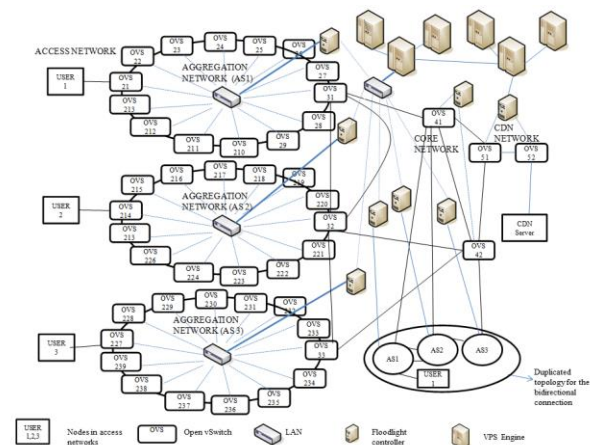 ACCESS NETWORK
USER
1
OVS
21
OVS
22
OVS
23
OVS
24
OVS
25
OVS
OVS
27
OVS
31
OVS
28
OVS
29
OVS
210
OVS
211
OVS
212
OVS
AGGREGATION
NETWORK (AS1)
USER
2
OVS
214
OVS
215
OVS
216
OVS
217
OVS
218
OVS
OVS
220
OVS
32
OVS
221
OVS
222
OVS
223
OVS
224
OVS
226
OVS
213
AGGREGATION
NETWORK (AS2)
USER
3
OVS
227
OVS
228
OVS
229
OVS
230
OVS
231
OVS
OVS
233
OVS
33
OVS
234
OVS
235
OVS
236
OVS
237
OVS
238
OVS
239
AGGREGATION
NETWORK (AS3)
OVS
41
CORE
NETWORK
CDN
NETWORK
OVS
51
OVS
52
OVS
42
CDN
Server
AS1
AS2
AS3
USER
1
Duplicated
topology for the
bidirectional
connection
USER
1,2,3
Nodes in access
networks
OVS
Open vSwitch
LAN
Floodlight
controller
VPS Engine